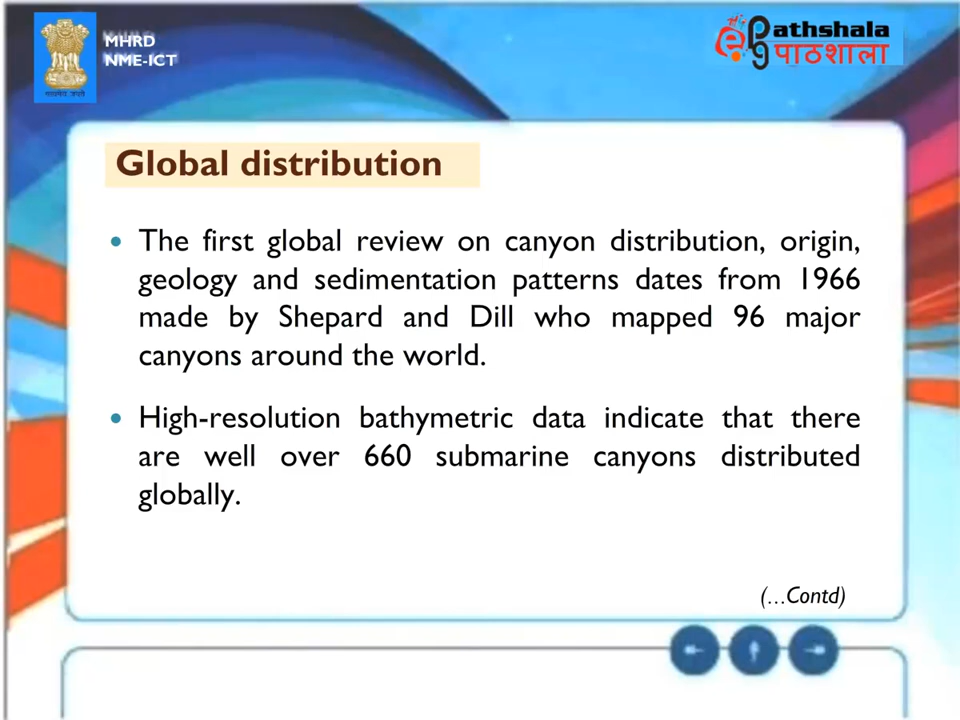 MHRD
NME-ICT
epg
athshala
पाठशाला
Global distribution
• The first global review on canyon distribution, origin,
geology and sedimentation patterns dates from 1966
made by Shepard and Dill who mapped 96 major
canyons around the world.
• High-resolution bathymetric data indicate that there
are well over 660 submarine canyons distributed
globally.
(...Contd)